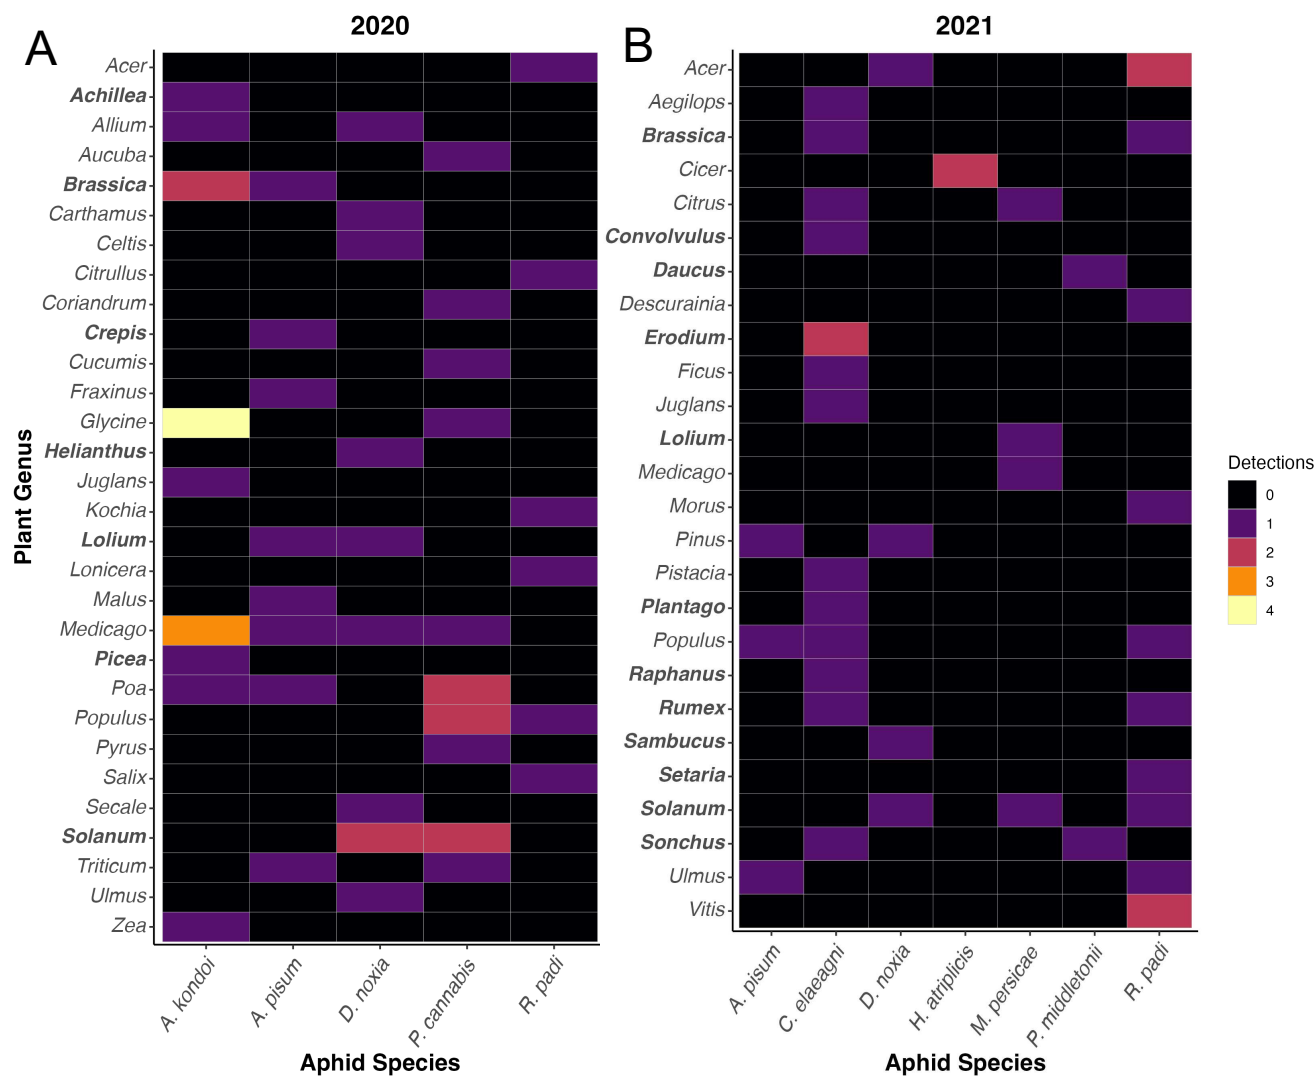 A
2020
Plant Genus
Acer
Achillea
Allium
Aucuba
Brassica
Carthamus
Celtis
Citrullus
Coriandrum
Crepis
Cucumis
Fraxinus
Glycine
Helianthus
Juglans
Kochia
Lolium
Lonicera
Malus
Medicago
Picea
Poa
Populus
Pyrus
Salix
Secale
Solanum
Triticum
Ulmus
Zea
A. kondoi
A. pisum
D. noxia
P. cannabis
R. padi
Aphid Species
B
2021
Acer
Aegilops
Brassica
Cicer
Citrus
Convolvulus
Daucus
Descurainia
Erodium
Ficus
Juglans
Lolium
Medicago
Morus
Pinus
Pistacia
Plantago
Populus
Raphanus
Rumex
Sambucus
Setaria
Solanum
Sonchus
Ulmus
Vitis
A. pisum
C. elaeagni
D. noxia
H. atriplicis
M. persicae
P. middletonii
R. padi
Aphid Species
Detections
0
1
2
3
4